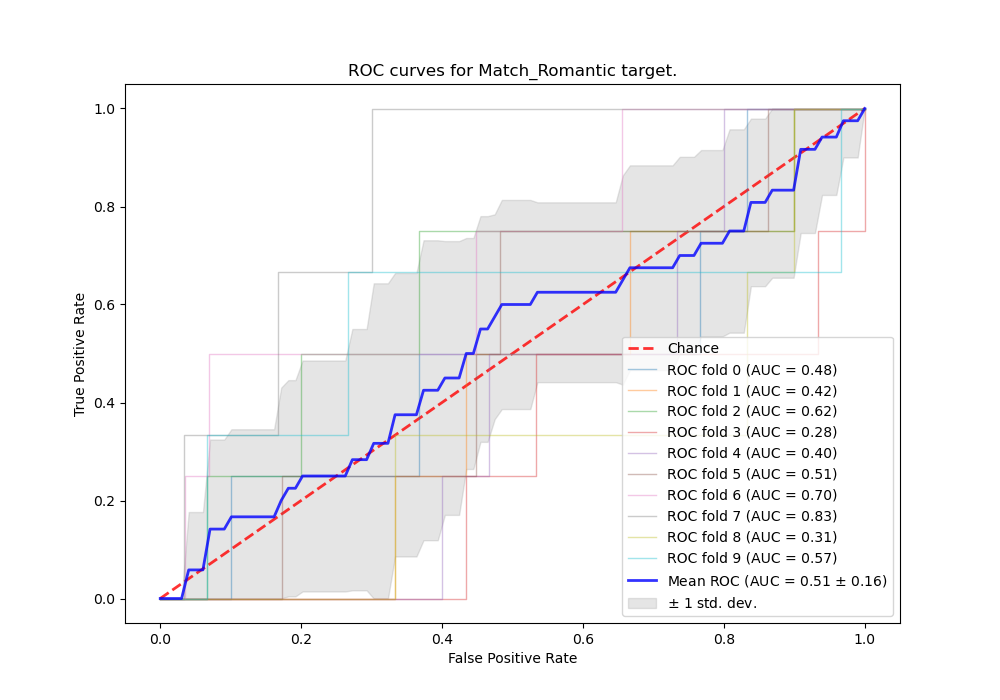 ROC curves for Match_Romantic target.
1.0
0.8
0.6
0.4
0.2
0.0
True Positive Rate
0.0 0.2 0.4 0.6 0.8 1.0
False Positive Rate
Chance
ROC fold 0 (AUC = 0.48)
ROC fold 1 (AUC = 0.42)
ROC fold 2 (AUC = 0.62)
ROC fold 3 (AUC = 0.28)
ROC fold 4 (AUC = 0.40)
ROC fold 5 (AUC = 0.51)
ROC fold 6 (AUC = 0.70)
ROC fold 7 (AUC = 0.83)
ROC fold 8 (AUC = 0.31)
ROC fold 9 (AUC = 0.57)
Mean ROC (AUC = 0.51 ± 0.16)
± 1 std. dev.